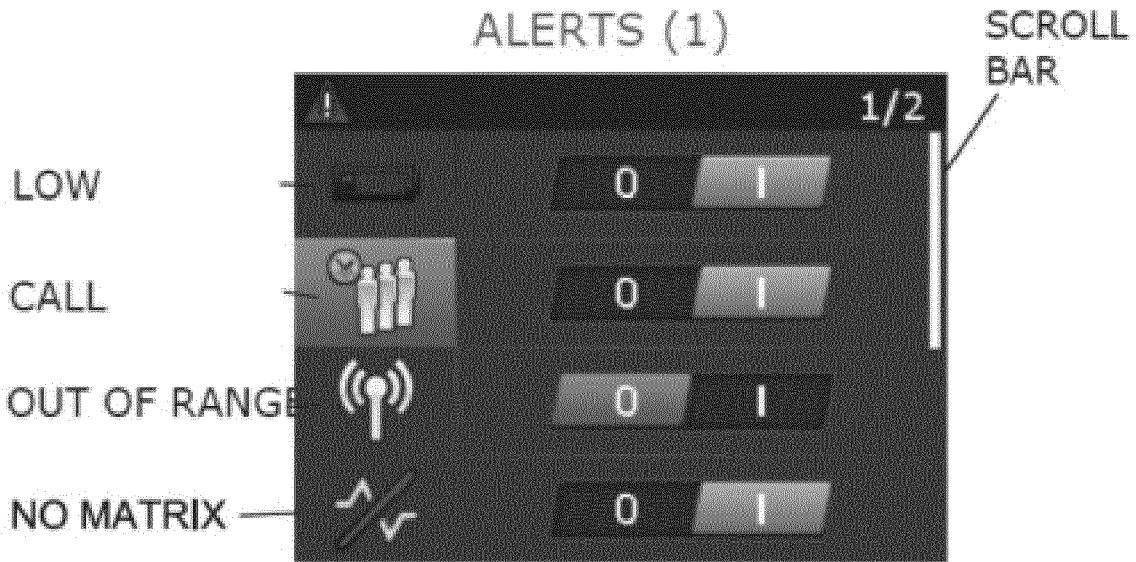 ALERTS (1)
SCROLL
BAR
1/2
LOW
0 I
CALL
0 I
OUT OF RANGE
0 I
NO MATRIX
0 I